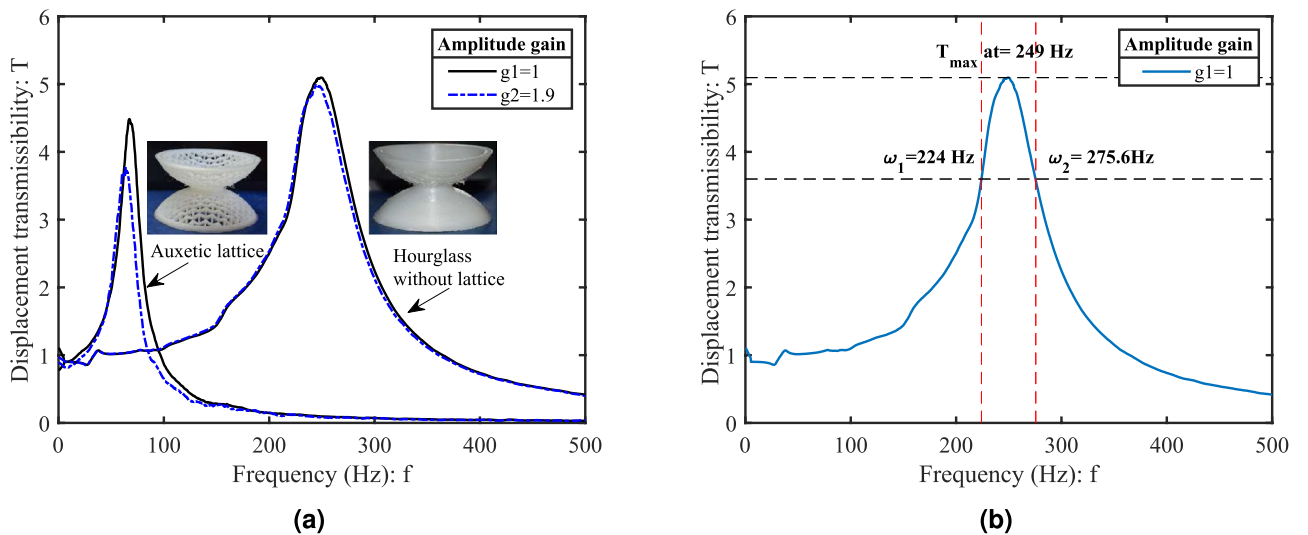 6
5
4
3
2
1
0
Displacement transmissibility: T
0
100
200
300
400
500
Frequency (Hz): f
Amplitude gain
g1=1
g2=1.9
Auxetic lattice
Hourglass
without lattice
(a)
6
5
4
3
2
1
0
Displacement transmissibility: T
0
100
200
300
400
500
Frequency (Hz): f
Amplitude gain
g1=1
Tmax at= 249 Hz
ω1=224 Hz
ω2= 275.6Hz
(b)